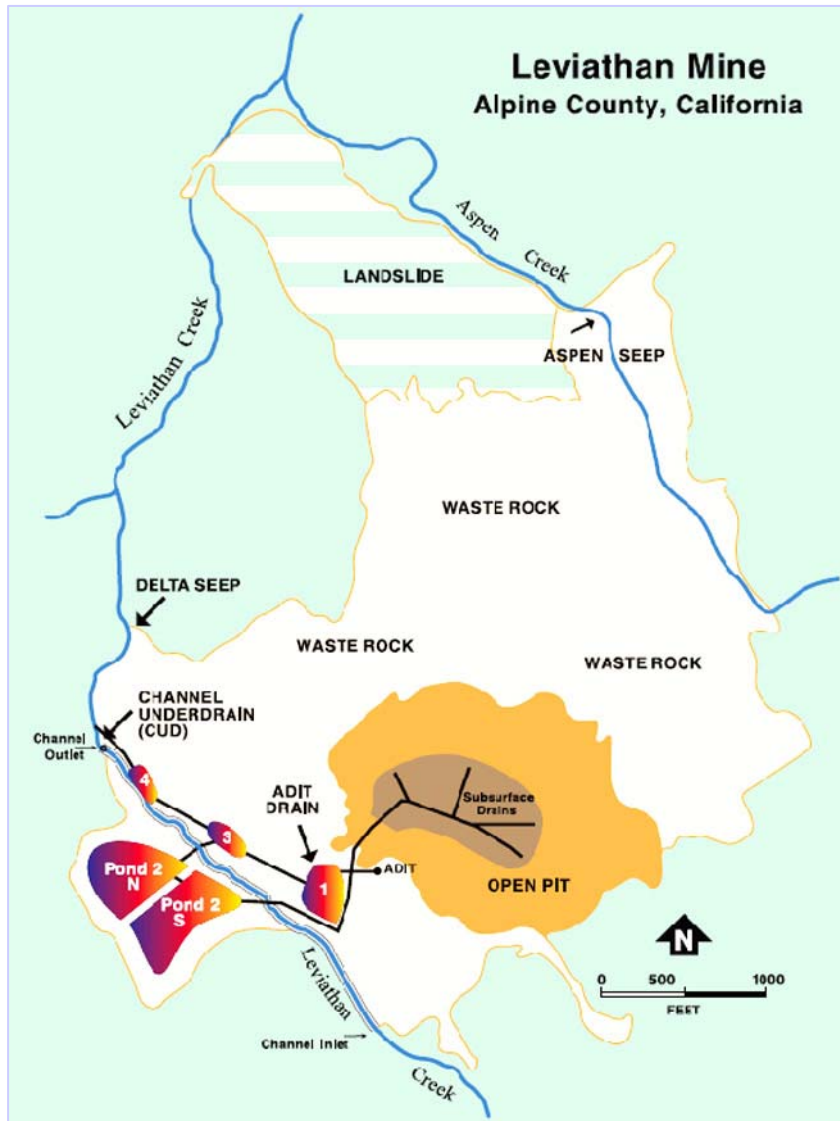 Leviathan Mine
Alpine County, California
Aspen
Creek
LANDSLIDE
ASPEN SEEP
Leviathan Creek
WASTE ROCK
DELTA SEEP
WASTE ROCK
WASTE ROCK
CHANNEL
UNDERDRAIN
(CUD)
Channel
Outlet
4
ADIT
DRAIN
Subsurface
Drains
3
Pond 2
N
Pond 2
S
1
ADIT
OPEN PIT
N
0 500 1000
FEET
Leviathan
Channel Inlet
Creek